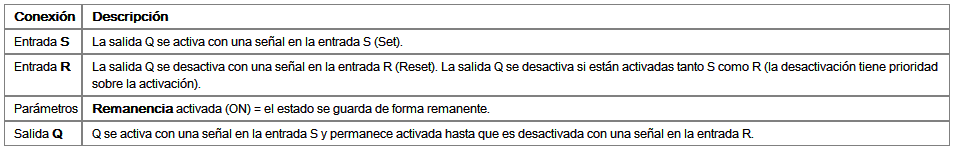 Conexión Descripción
Entrada S La salida Q se activa con una señal en la entrada S (Set).
Entrada R La salida Q se desactiva con una señal en la entrada R (Reset). La salida Q se desactiva si están activadas tanto S como R (la desactivación tiene prioridad
sobre la activación).
Parámetros Remanencia activada (ON) = el estado se guarda de forma remanente.
Salida Q Q se activa con una señal en la entrada S y permanece activada hasta que es desactivada con una señal en la entrada R.